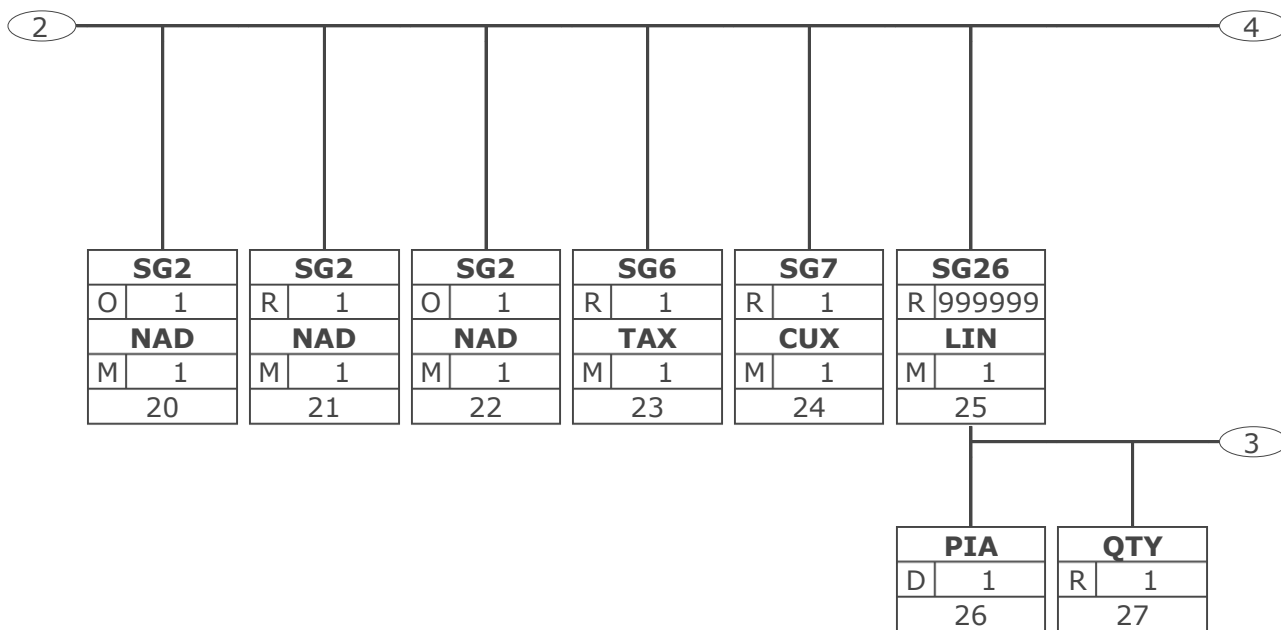 2 4
SG2 SG2 SG2 SG6 SG7 SG26
O 1 R 1 O 1 R 1 R 1 R 999999
NAD NAD NAD TAX CUX LIN
M 1 M 1 M 1 M 1 M 1 M 1
20 21 22 23 24 25
3
PIA QTY
D 1 R 1
26 27